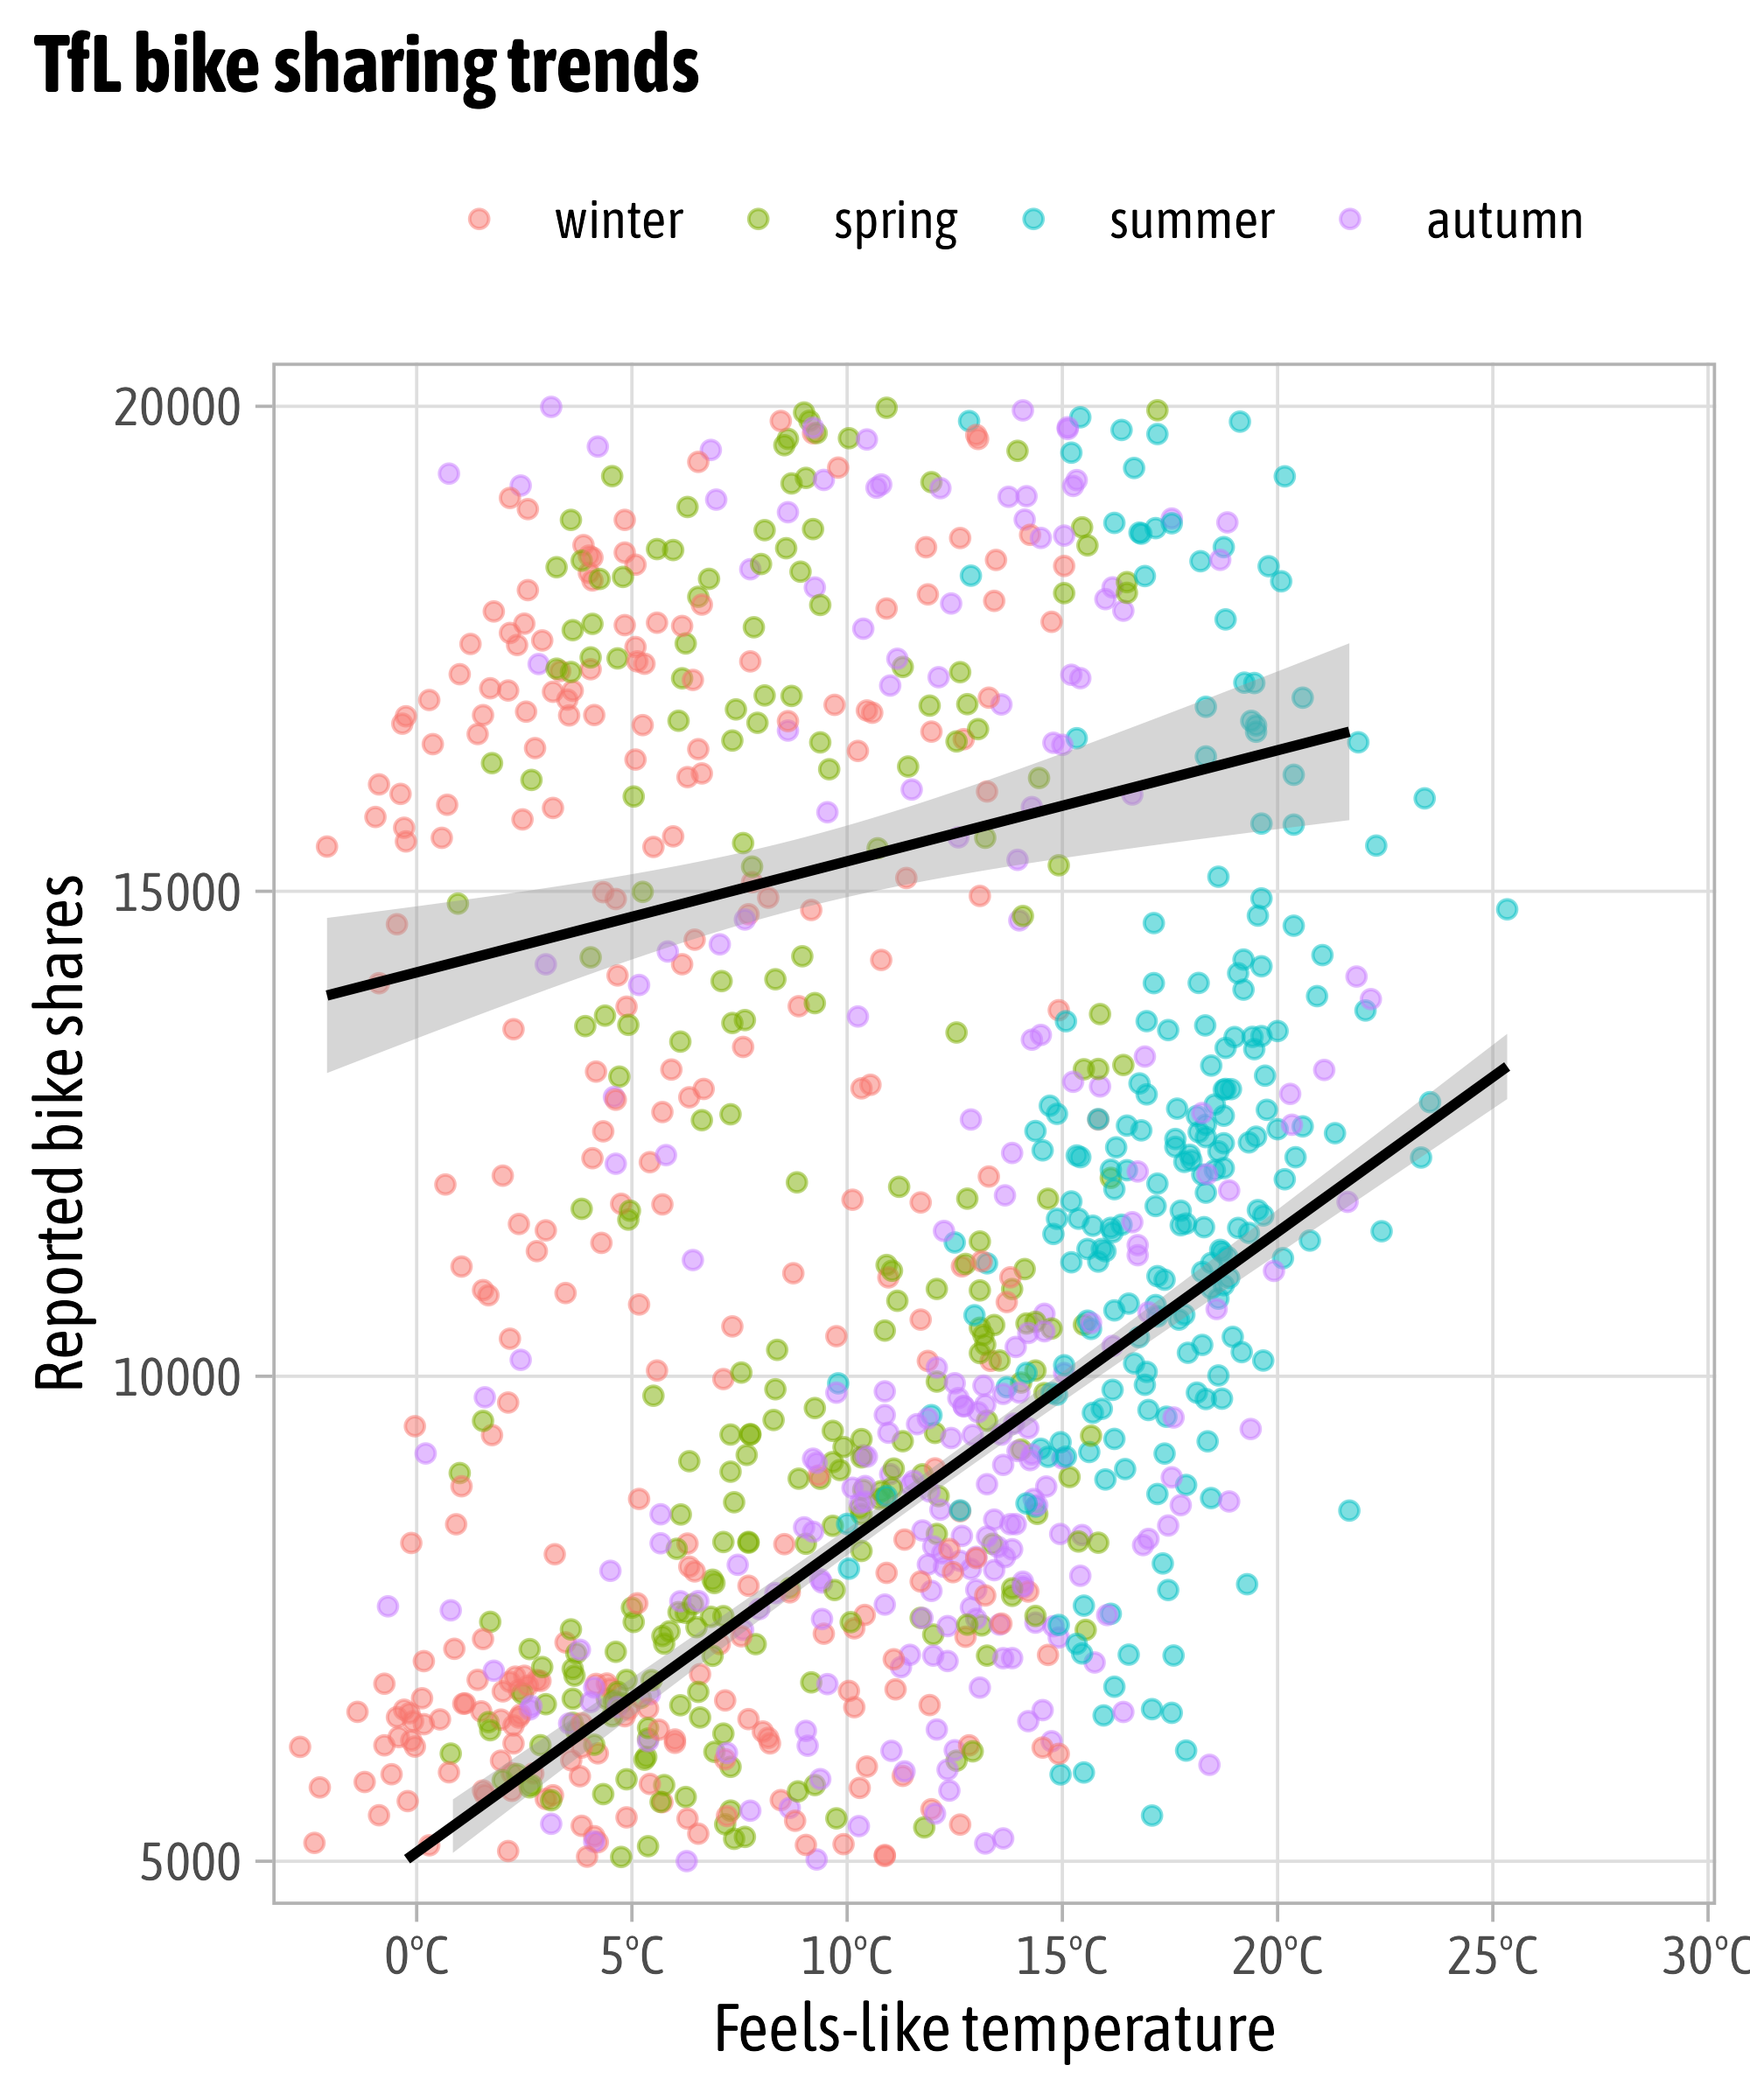 TfL bike sharing trends
winter spring summer autumn
Reported bike shares
20000
15000
10000
5000
0°C 5°C 10°C 15°C 20°C 25°C 30°C
Feels-like temperature